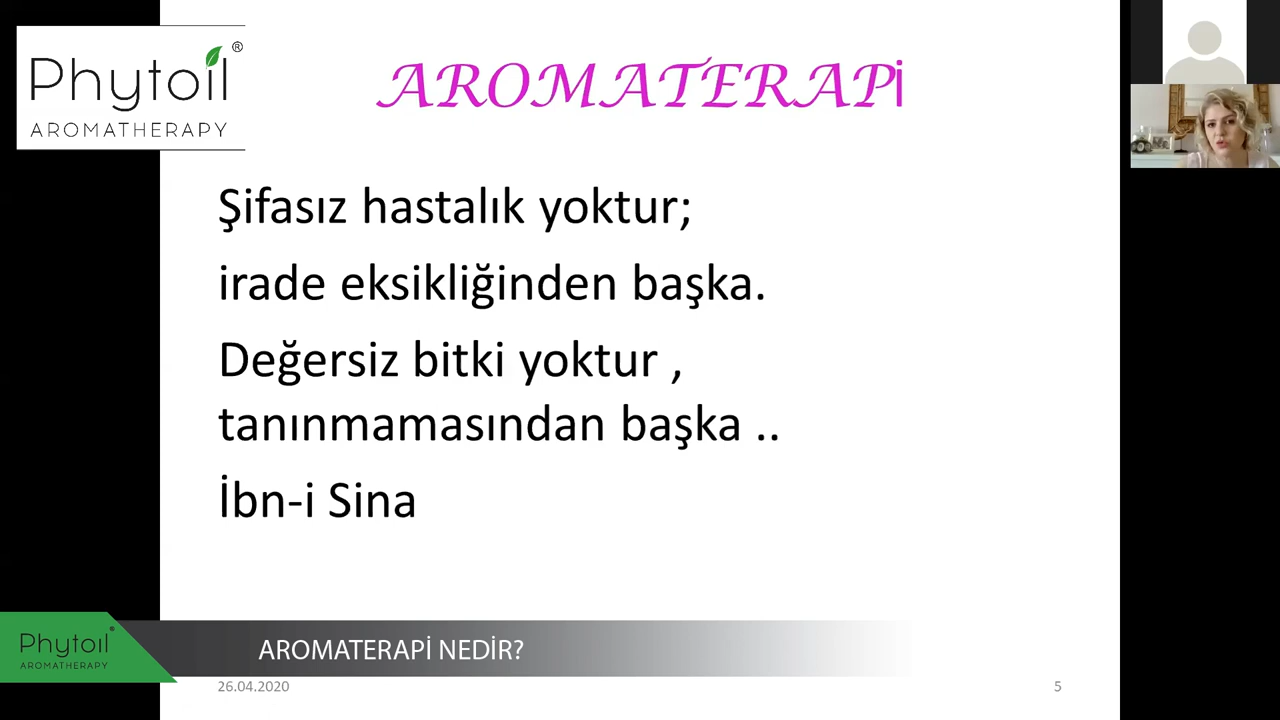 Phytoil®
AROMATHERAPY
AROMATERAPİ
Şifasız hastalık yoktur;
irade eksikliğinden başka.
Değersiz bitki yoktur ,
tanınmamasından başka ..
İbn-i Sina
Phytoil®
AROMATHERAPY
AROMATERAPİ NEDİR?
26.04.2020
5